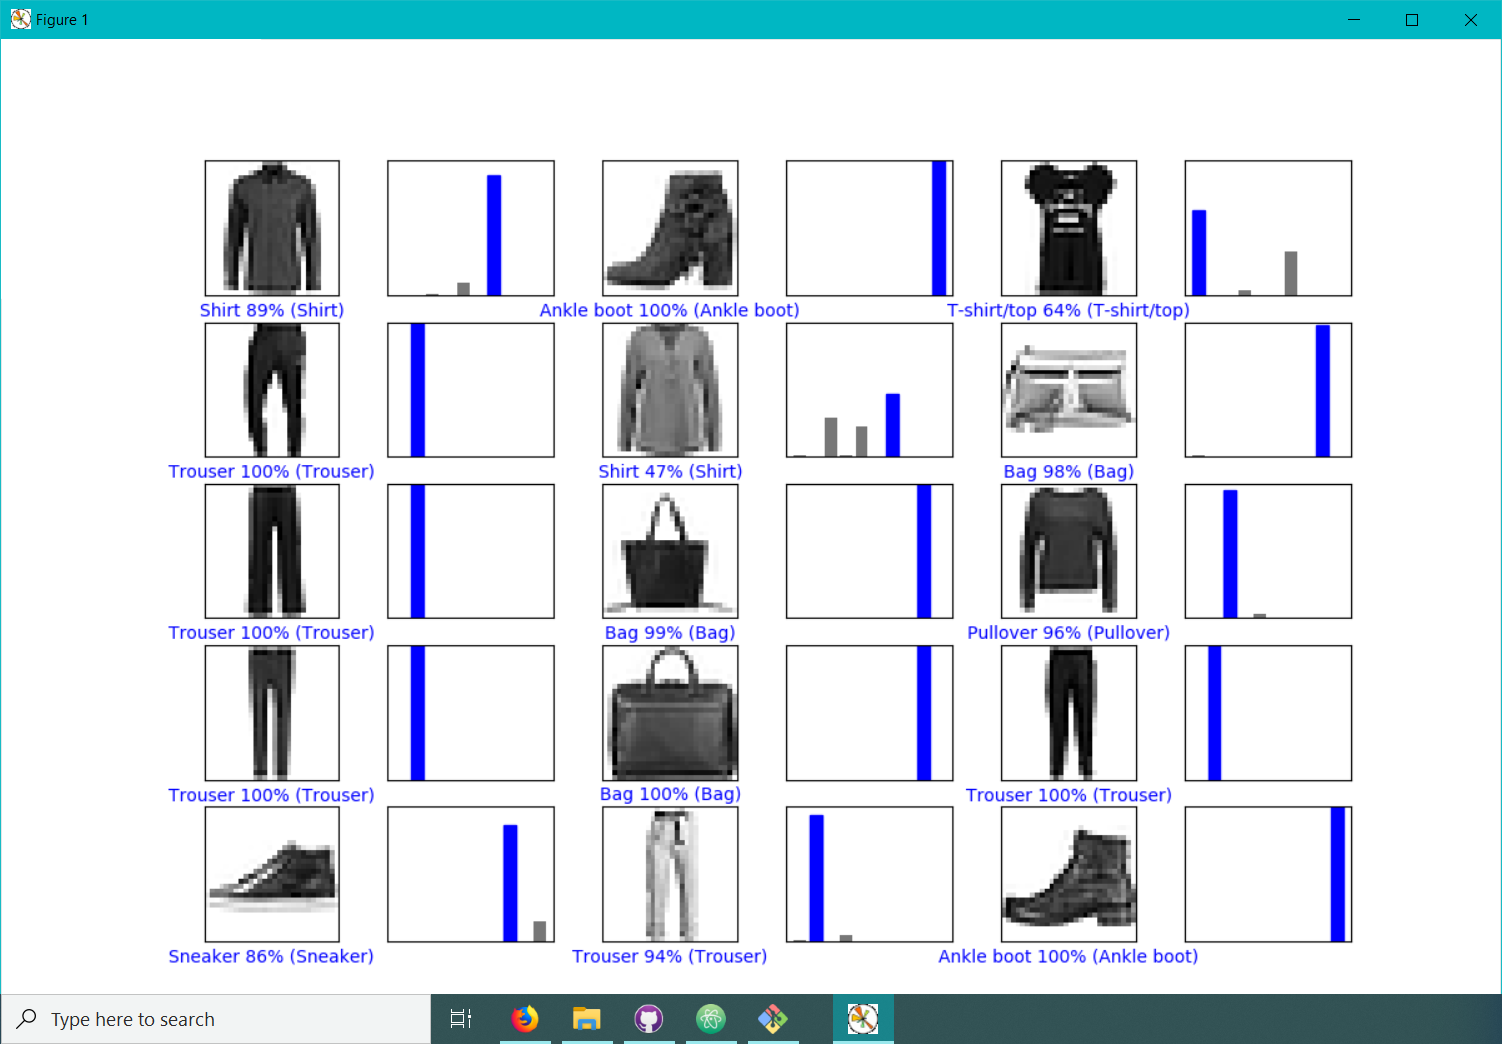 Figure 1
Shirt 89% (Shirt)
Ankle boot 100% (Ankle boot)
T-shirt/top 64% (T-shirt/top)
Trouser 100% (Trouser)
Shirt 47% (Shirt)
Bag 98% (Bag)
Trouser 100% (Trouser)
Bag 99% (Bag)
Pullover 96% (Pullover)
Trouser 100% (Trouser)
Bag 100% (Bag)
Trouser 100% (Trouser)
Sneaker 86% (Sneaker)
Trouser 94% (Trouser)
Ankle boot 100% (Ankle boot)
Type here to search